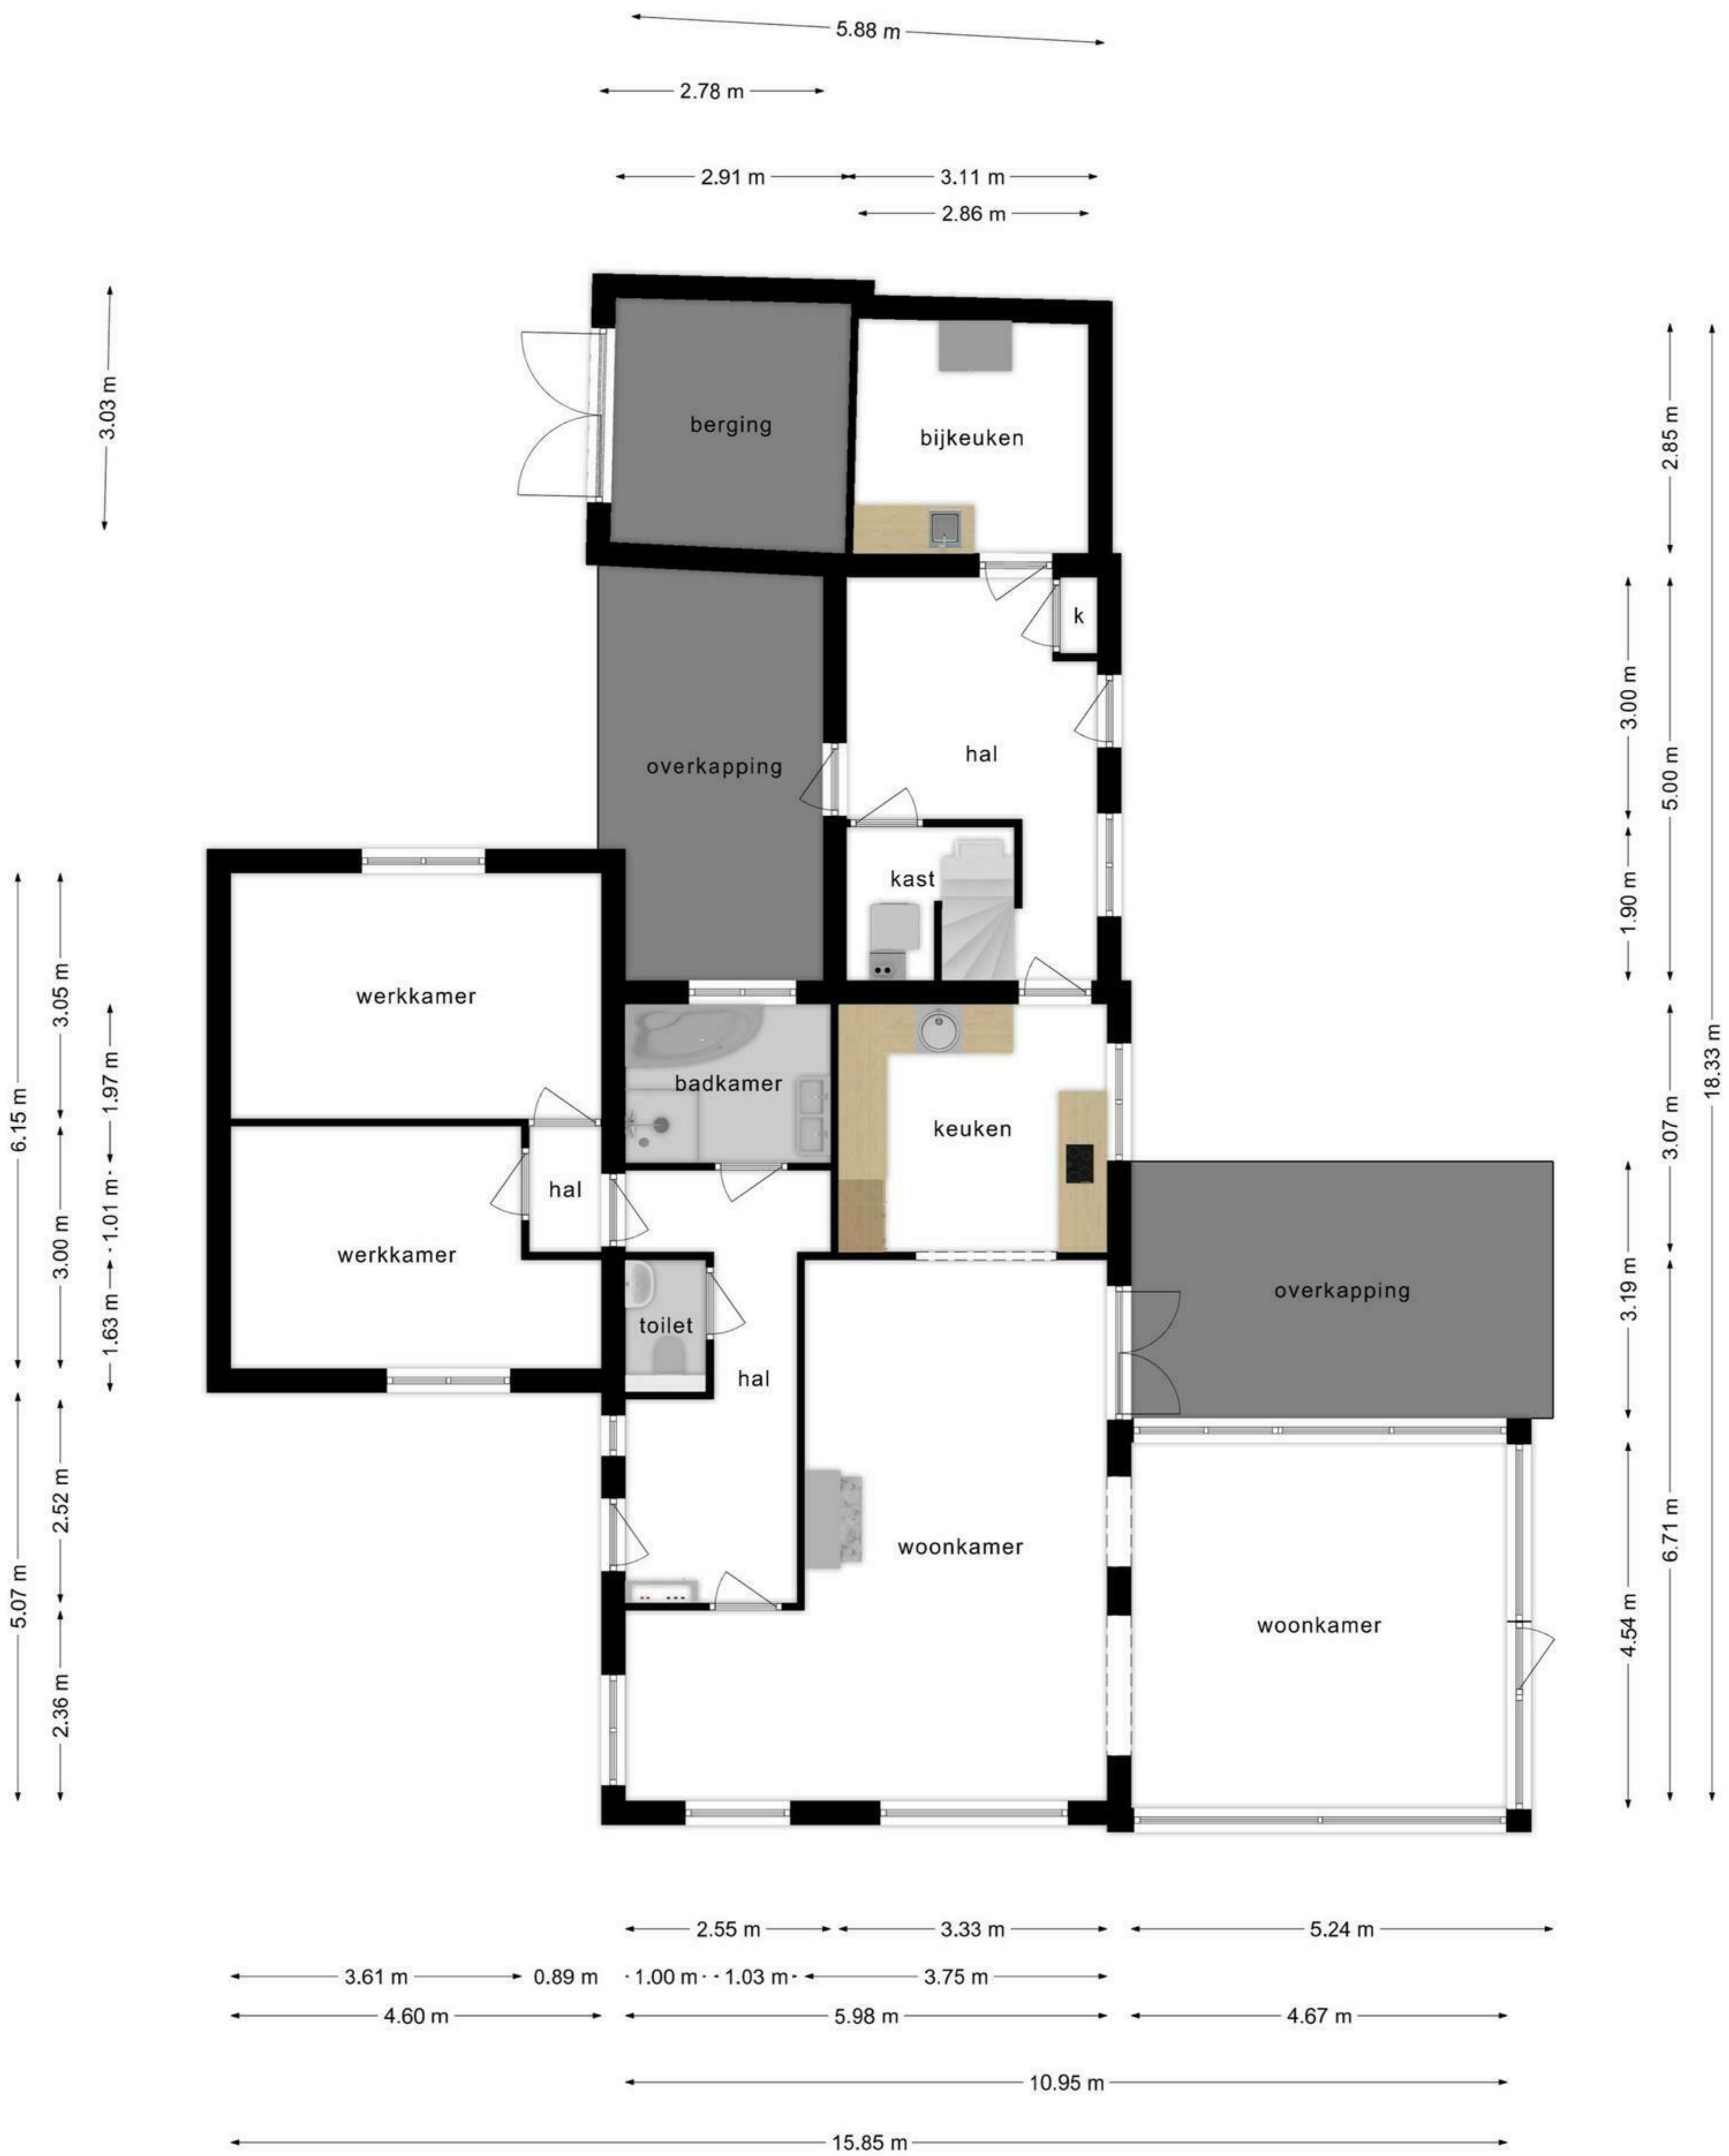 5.88 m
2.78 m
2.91 m
3.11 m
2.86 m
3.03 m
berging
bijkeuken
2.85 m
18.33 m
k
3.00 m
5.00 m
hal
overkapping
kast
1.90 m
werkkamer
3.05 m
1.97 m
6.15 m
badkamer
keuken
3.07 m
hal
1.01 m
werkkamer
3.00 m
1.63 m
toilet
hal
overkapping
3.19 m
2.52 m
5.07 m
2.36 m
woonkamer
woonkamer
6.71 m
4.54 m
2.55 m
3.33 m
5.24 m
3.61 m
0.89 m
1.00 m
1.03 m
3.75 m
4.60 m
5.98 m
4.67 m
10.95 m
15.85 m